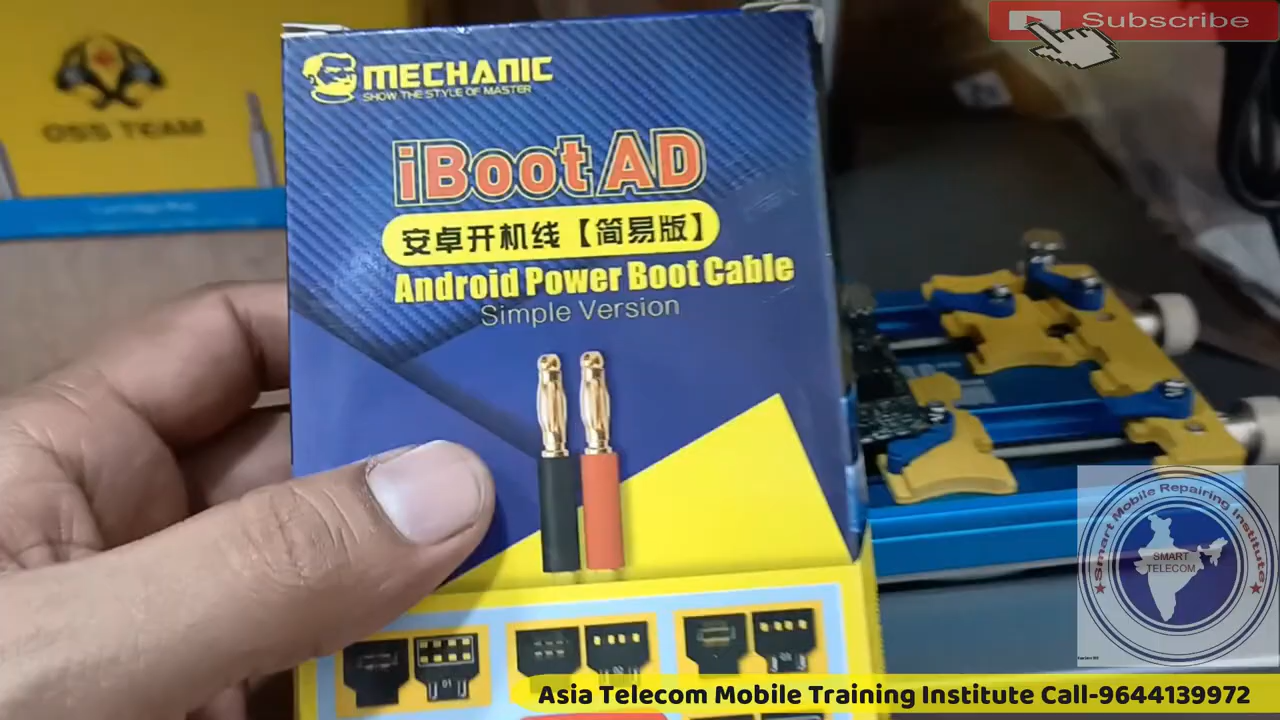 Subscribe
OSS TEAM
MECHANIC
SHOW THE STYLE OF MASTER
iBoot AD
安卓开机线【简易版】
Android Power Boot Cable
Simple Version
Smart Mobile Repairing Institute
SMART
TELECOM
Asia Telecom Mobile Training Institute Call-9644139972